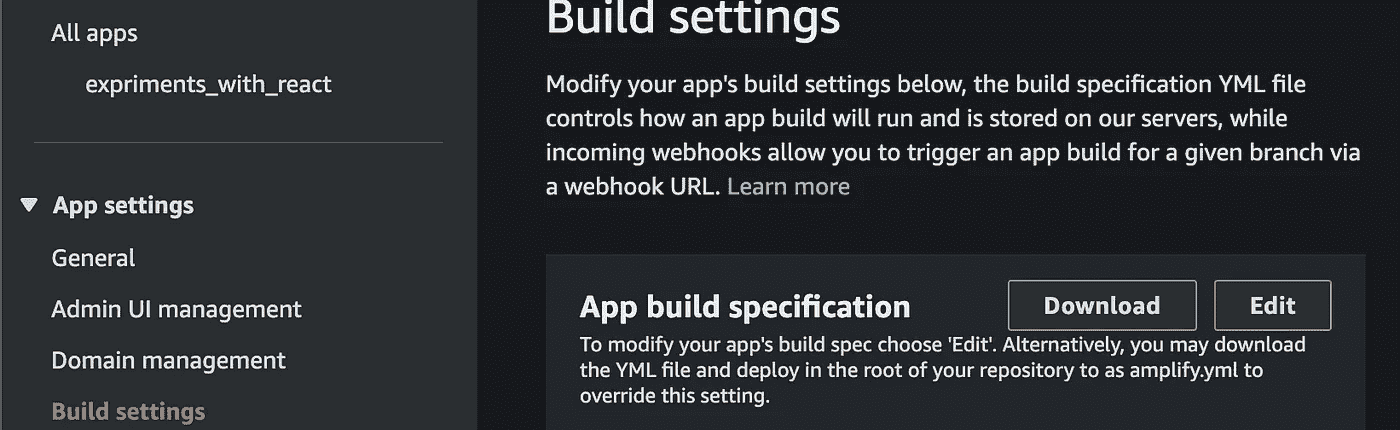 All apps
expriments_with_react
App settings
General
Admin UI management
Domain management
Build settings
Build settings
Modify your app's build settings below, the build specification YML file
controls how an app build will run and is stored on our servers, while
incoming webhooks allow you to trigger an app build for a given branch via
a webhook URL. Learn more
App build specification
Download
Edit
To modify your app's build spec choose 'Edit'. Alternatively, you may download
the YML file and deploy in the root of your repository to as amplify.yml to
override this setting.